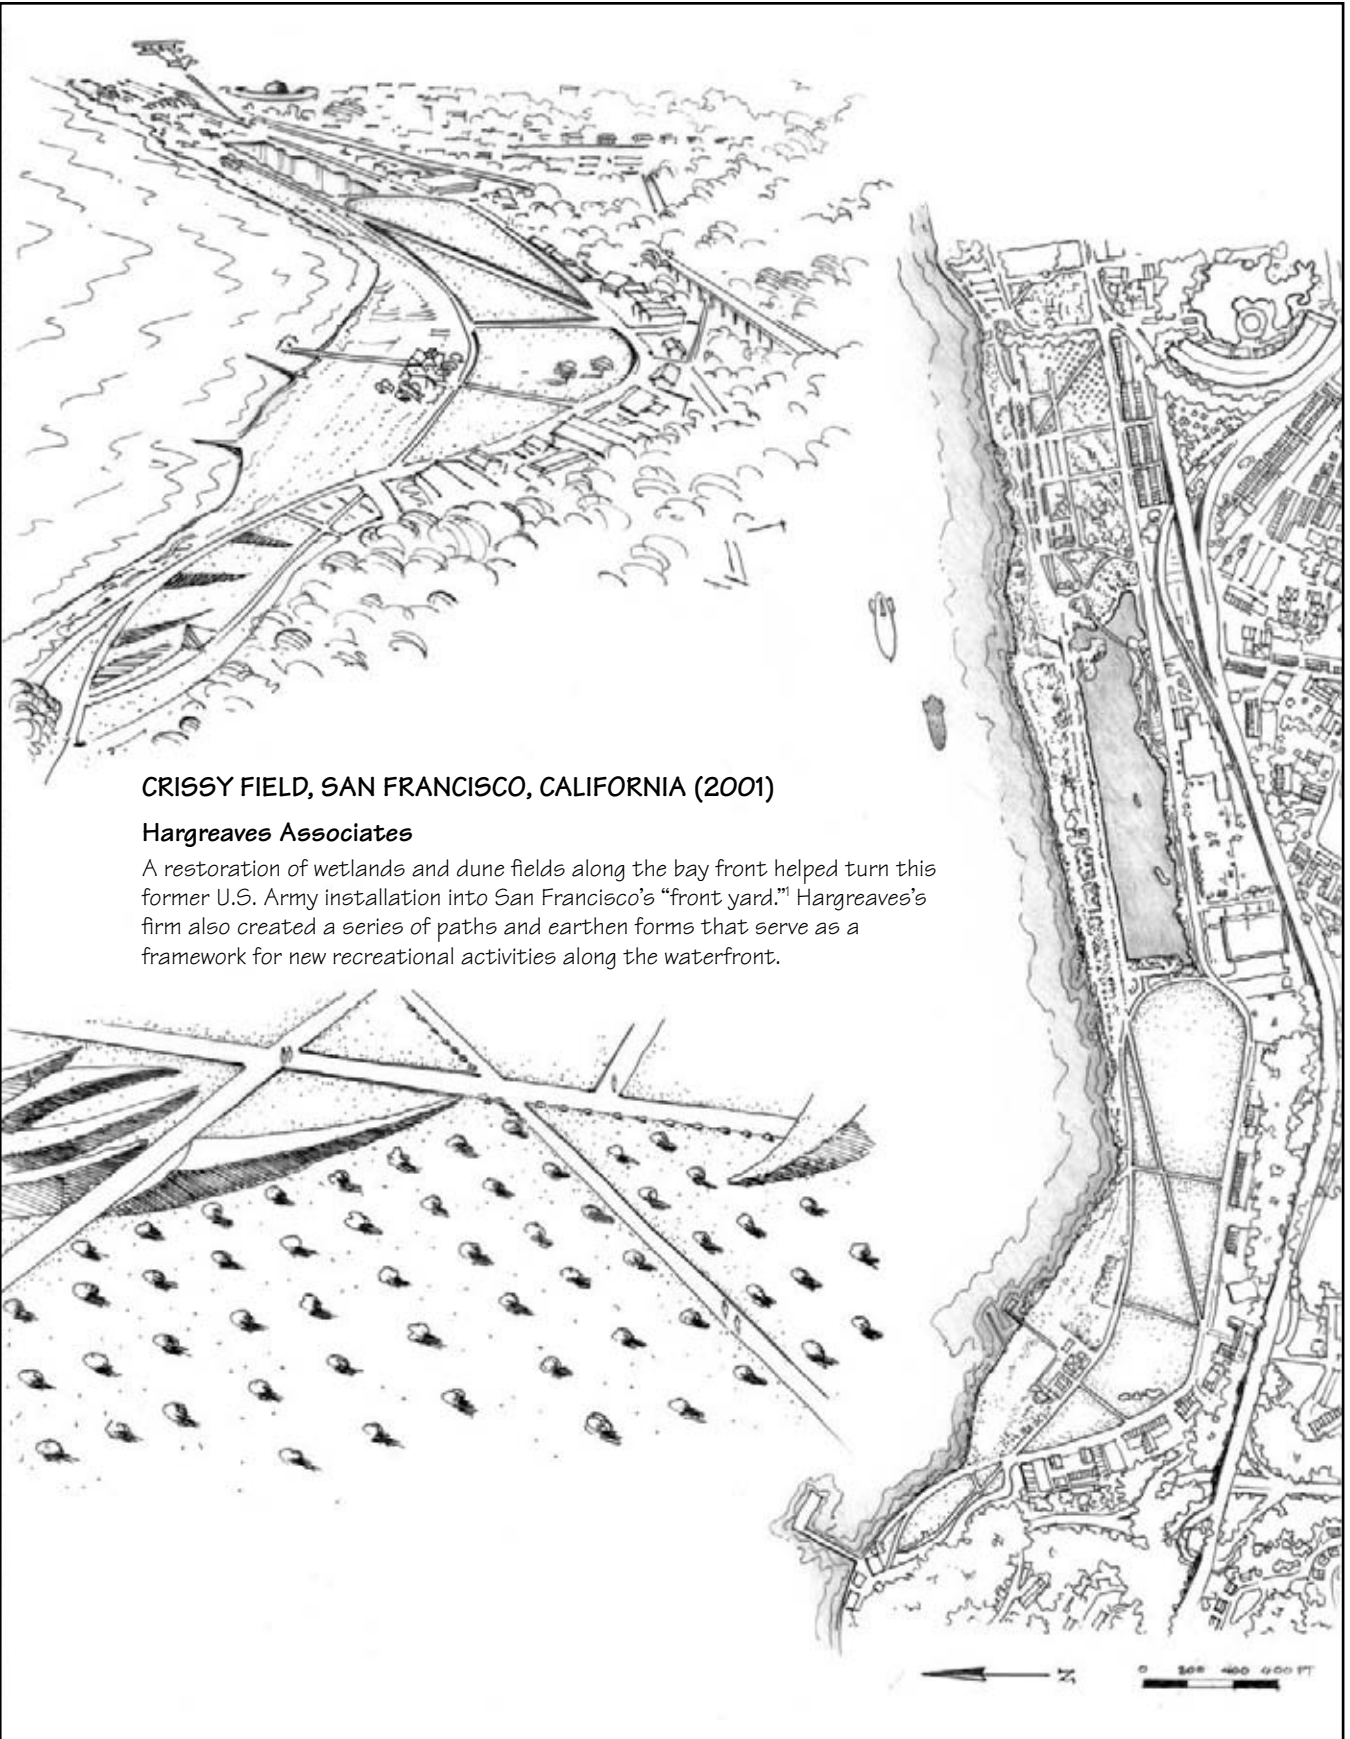 CRISSY FIELD, SAN FRANCISCO, CALIFORNIA (2001)
Hargreaves Associates
A restoration of wetlands and dune fields along the bay front helped turn this
former U.S. Army installation into San Francisco's “front yard.”1 Hargreaves's
firm also created a series of paths and earthen forms that serve as a
framework for new recreational activities along the waterfront.
N
0 200 400 600 FT